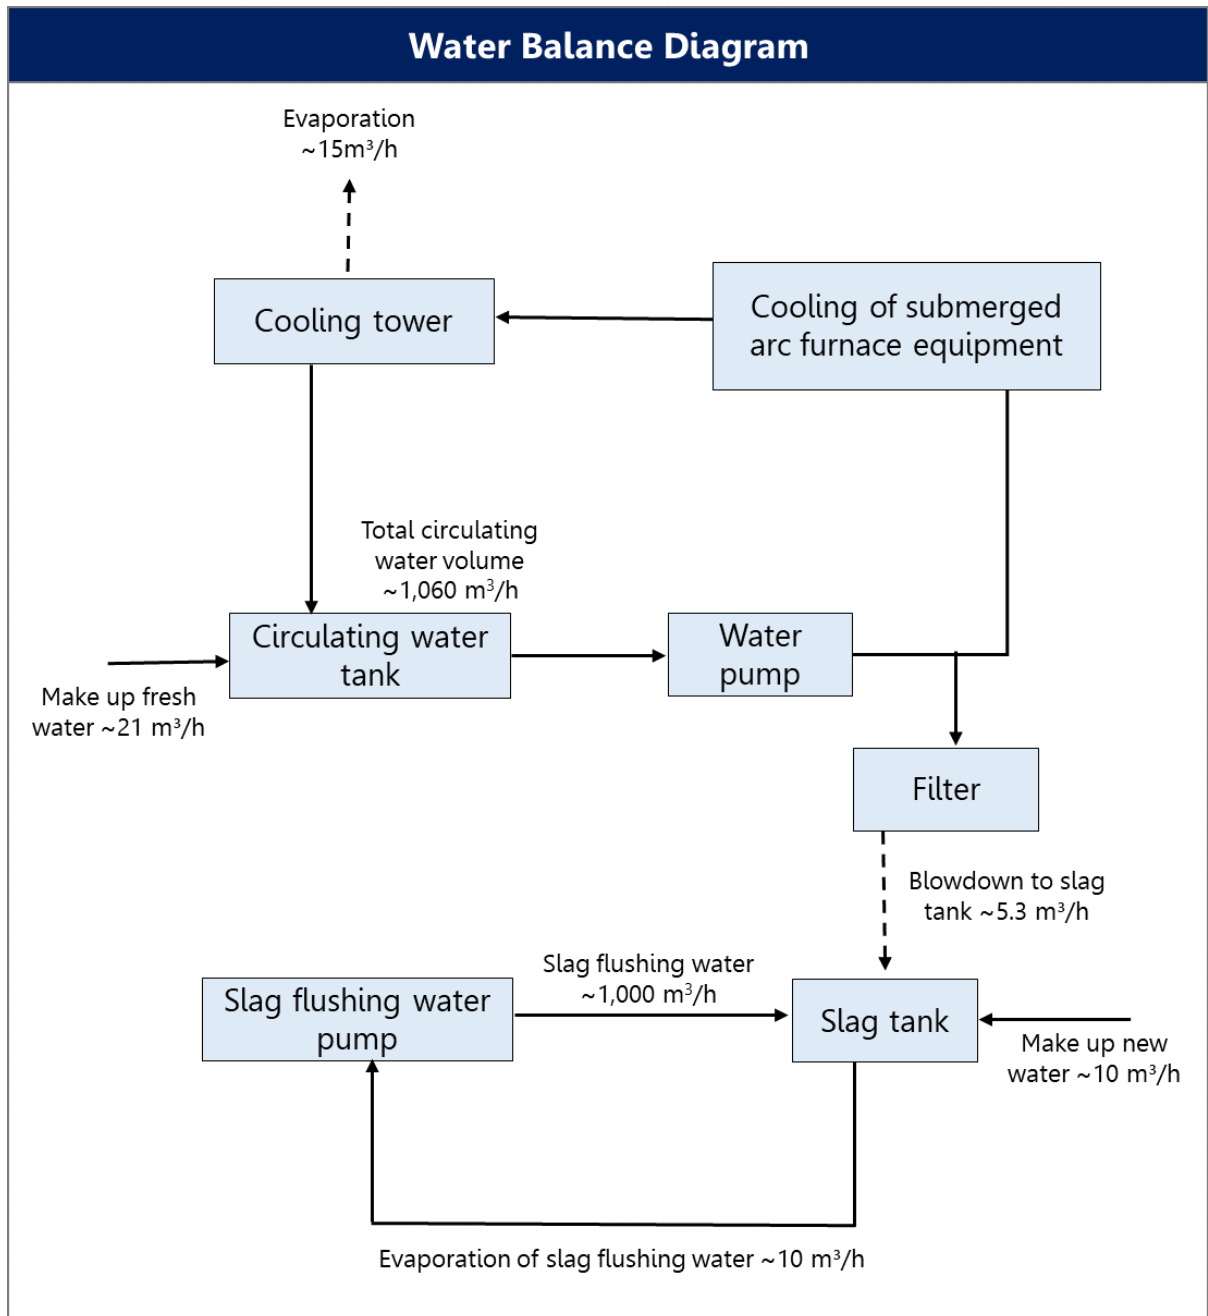 Water Balance Diagram
Evaporation
~15m³/h
Cooling tower
Cooling of submerged
arc furnace equipment
Total circulating
water volume
~1,060 m³/h
Circulating water
tank
Water
pump
Make up fresh
water ~21 m³/h
Filter
Blowdown to slag
tank ~5.3 m³/h
Slag flushing water
pump
Slag flushing water
~1,000 m³/h
Slag tank
Make up new
water ~10 m³/h
Evaporation of slag flushing water ~10 m³/h